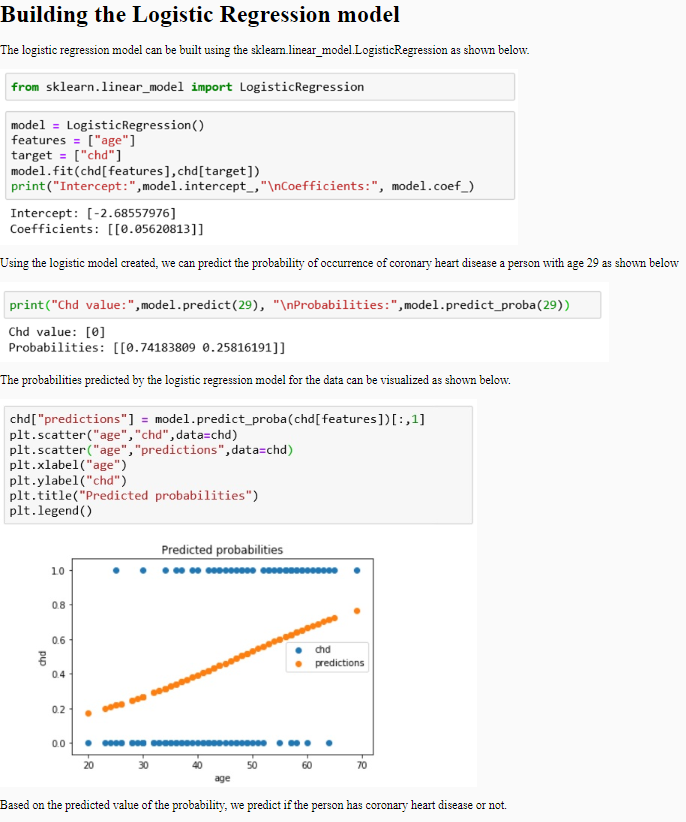 Building the Logistic Regression model
The logistic regression model can be built using the sklearn.linear_model.LogisticRegression as shown below.
from sklearn.linear_model import LogisticRegression
model = LogisticRegression()
features = ["age"]
target = ["chd"]
model.fit(chd[features],chd[target])
print("Intercept:",model.intercept_,"\nCoefficients:", model.coef_)
Intercept: [-2.68557976]
Coefficients: [[0.05620813]]
Using the logistic model created, we can predict the probability of occurrence of coronary heart disease a person with age 29 as shown below
print("Chd value:",model.predict(29), "\nProbabilities:",model.predict_proba(29))
Chd value: [0]
Probabilities: [[0.74183809 0.25816191]]
The probabilities predicted by the logistic regression model for the data can be visualized as shown below.
chd["predictions"] = model.predict_proba(chd[features])[:,1]
plt.scatter("age","chd",data=chd)
plt.scatter("age","predictions",data=chd)
plt.xlabel("age")
plt.ylabel("chd")
plt.title("Predicted probabilities")
plt.legend()
Predicted probabilities
1.0
0.8
0.6
chd
chd
predictions
0.4
0.2
0.0
20 30 40 50 60 70
age
Based on the predicted value of the probability, we predict if the person has coronary heart disease or not.